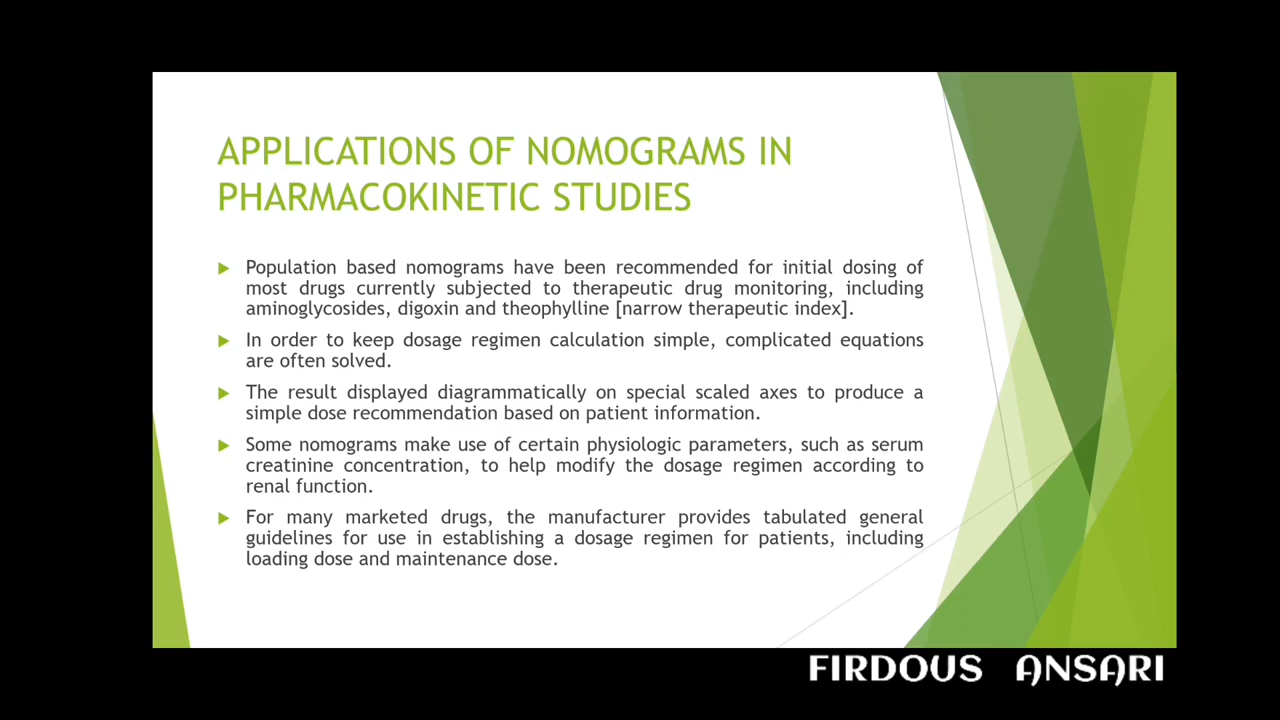 APPLICATIONS OF NOMOGRAMS IN
PHARMACOKINETIC STUDIES
Population based nomograms have been recommended for initial dosing of
most drugs currently subjected to therapeutic drug monitoring, including
aminoglycosides, digoxin and theophylline [narrow therapeutic index].
In order to keep dosage regimen calculation simple, complicated equations
are often solved.
The result displayed diagrammatically on special scaled axes to produce a
simple dose recommendation based on patient information.
Some nomograms make use of certain physiologic parameters, such as serum
creatinine concentration, to help modify the dosage regimen according to
renal function.
For many marketed drugs, the manufacturer provides tabulated general
guidelines for use in establishing a dosage regimen for patients, including
loading dose and maintenance dose.
FIRDOUS ANSARI